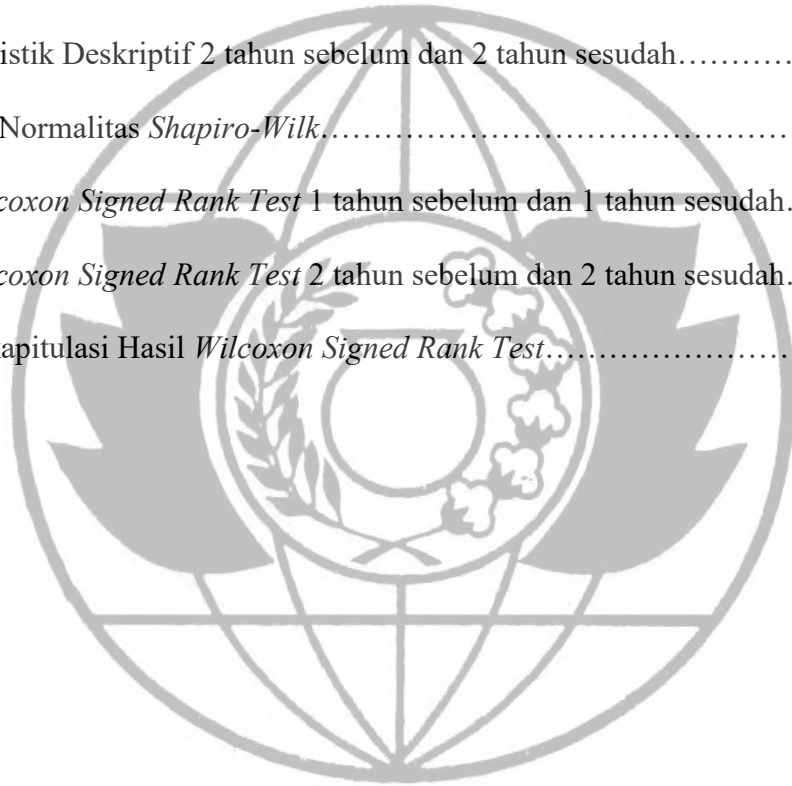 istik Deskriptif 2 tahun sebelum dan 2 tahun sesudah…………
Normalitas Shapiro-Wilk……………………………………
coxon Signed Rank Test 1 tahun sebelum dan 1 tahun sesudah.
coxon Signed Rank Test 2 tahun sebelum dan 2 tahun sesudah.
kapitulasi Hasil Wilcoxon Signed Rank Test……………………